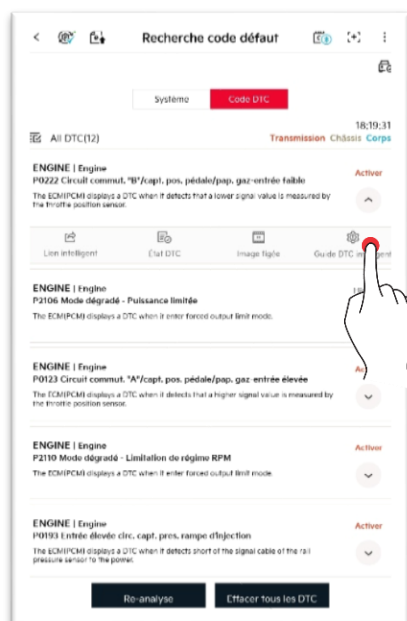 Recherche code défaut
Système
Code DTC
18:19:31
All DTC(12)
Transmission Châssis Corps
ENGINE | Engine
Activer
P0222 Circuit commut. "B"/capt. pos. pédale/pap. gaz-entrée faible
The ECM(PCM) displays a DTC when it detects that a lower signal value is measured by
the throttle position sensor.
Lien intelligent
État DTC
Image figée
Guide DTC
ENGINE | Engine
P2106 Mode dégradé - Puissance limitée
The ECM(PCM) displays a DTC when it enter forced output limit mode.
ENGINE | Engine
P0123 Circuit commut. "A"/capt. pos. pédale/pap. gaz entrée élevée
The ECM(PCM) displays a DTC when it detects that a higher signal value is measured by
the throttle position sensor.
ENGINE | Engine
Activer
P2110 Mode dégradé - Limitation de régime RPM
The ECM(PCM) displays a DTC when it enter forced output limit mode.
ENGINE | Engine
Activer
P0193 Entrée élevée circ. capt. pres. rampe d'injection
The ECM(PCM) displays a DTC when it detects short of the signal cable of the rail
pressure sensor to the power.
Re-analyse
Effacer tous les DTC